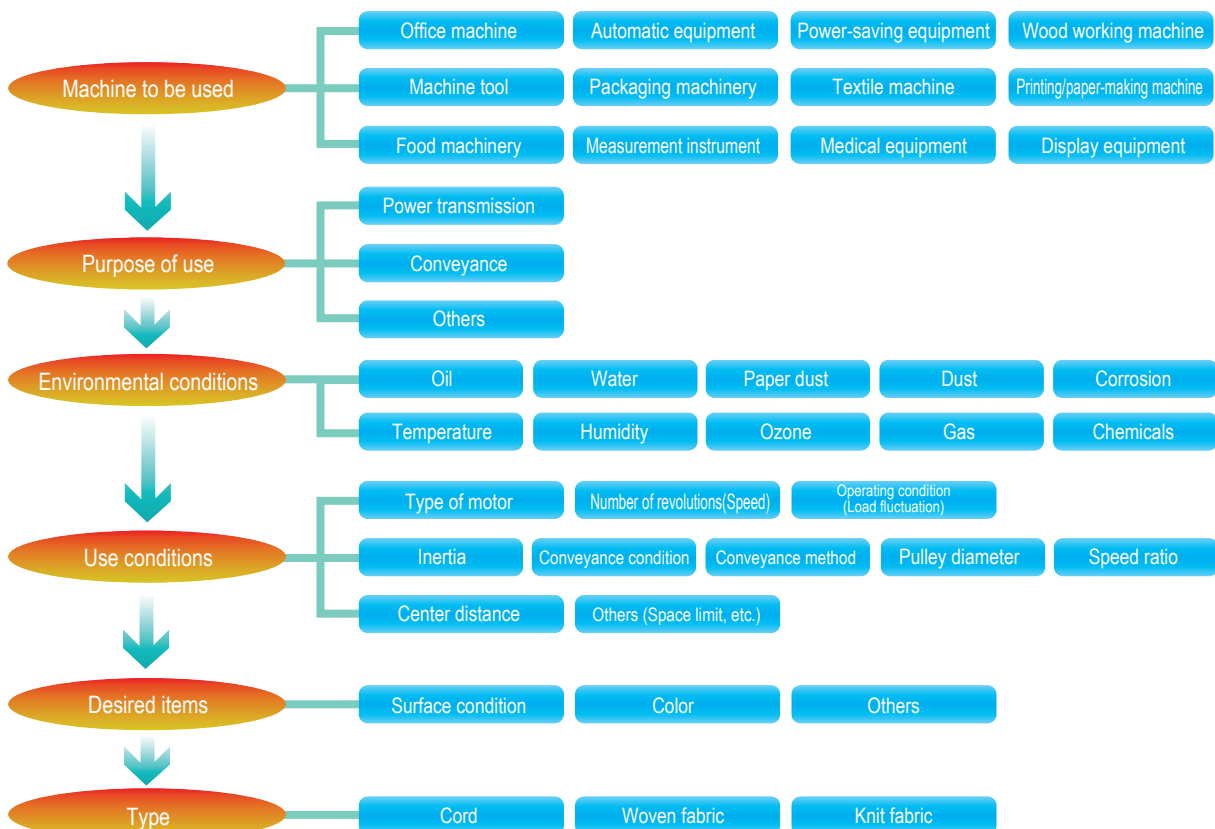 Machine to be used
Office machine
Automatic equipment
Power-saving equipment
Wood working machine
Machine tool
Packaging machinery
Textile machine
Printing/paper-making machine
Food machinery
Measurement instrument
Medical equipment
Display equipment
Purpose of use
Power transmission
Conveyance
Others
Environmental conditions
Oil
Water
Paper dust
Dust
Corrosion
Temperature
Humidity
Ozone
Gas
Chemicals
Use conditions
Type of motor
Number of revolutions(Speed)
Operating condition
(Load fluctuation)
Inertia
Conveyance condition
Conveyance method
Pulley diameter
Speed ratio
Center distance
Others (Space limit, etc.)
Desired items
Surface condition
Color
Others
Type
Cord
Woven fabric
Knit fabric